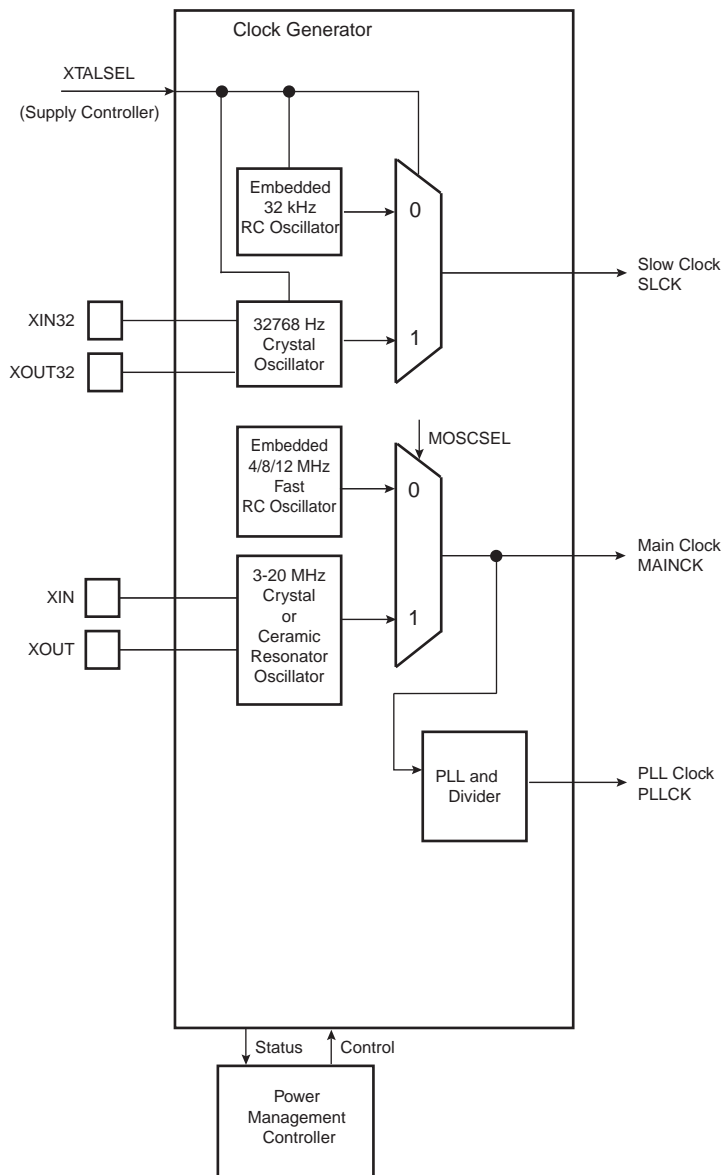 Clock Generator
XTALSEL
(Supply Controller)
Embedded
32 kHz
RC Oscillator
0
Slow Clock
SLCK
XIN32
XOUT32
32768 Hz
Crystal
Oscillator
1
MOSCSEL
Embedded
4/8/12 MHz
Fast
RC Oscillator
0
Main Clock
MAINCK
XIN
XOUT
3-20 MHz
Crystal
or
Ceramic
Resonator
Oscillator
1
PLL and
Divider
PLL Clock
PLLCK
Status
Control
Power
Management
Controller